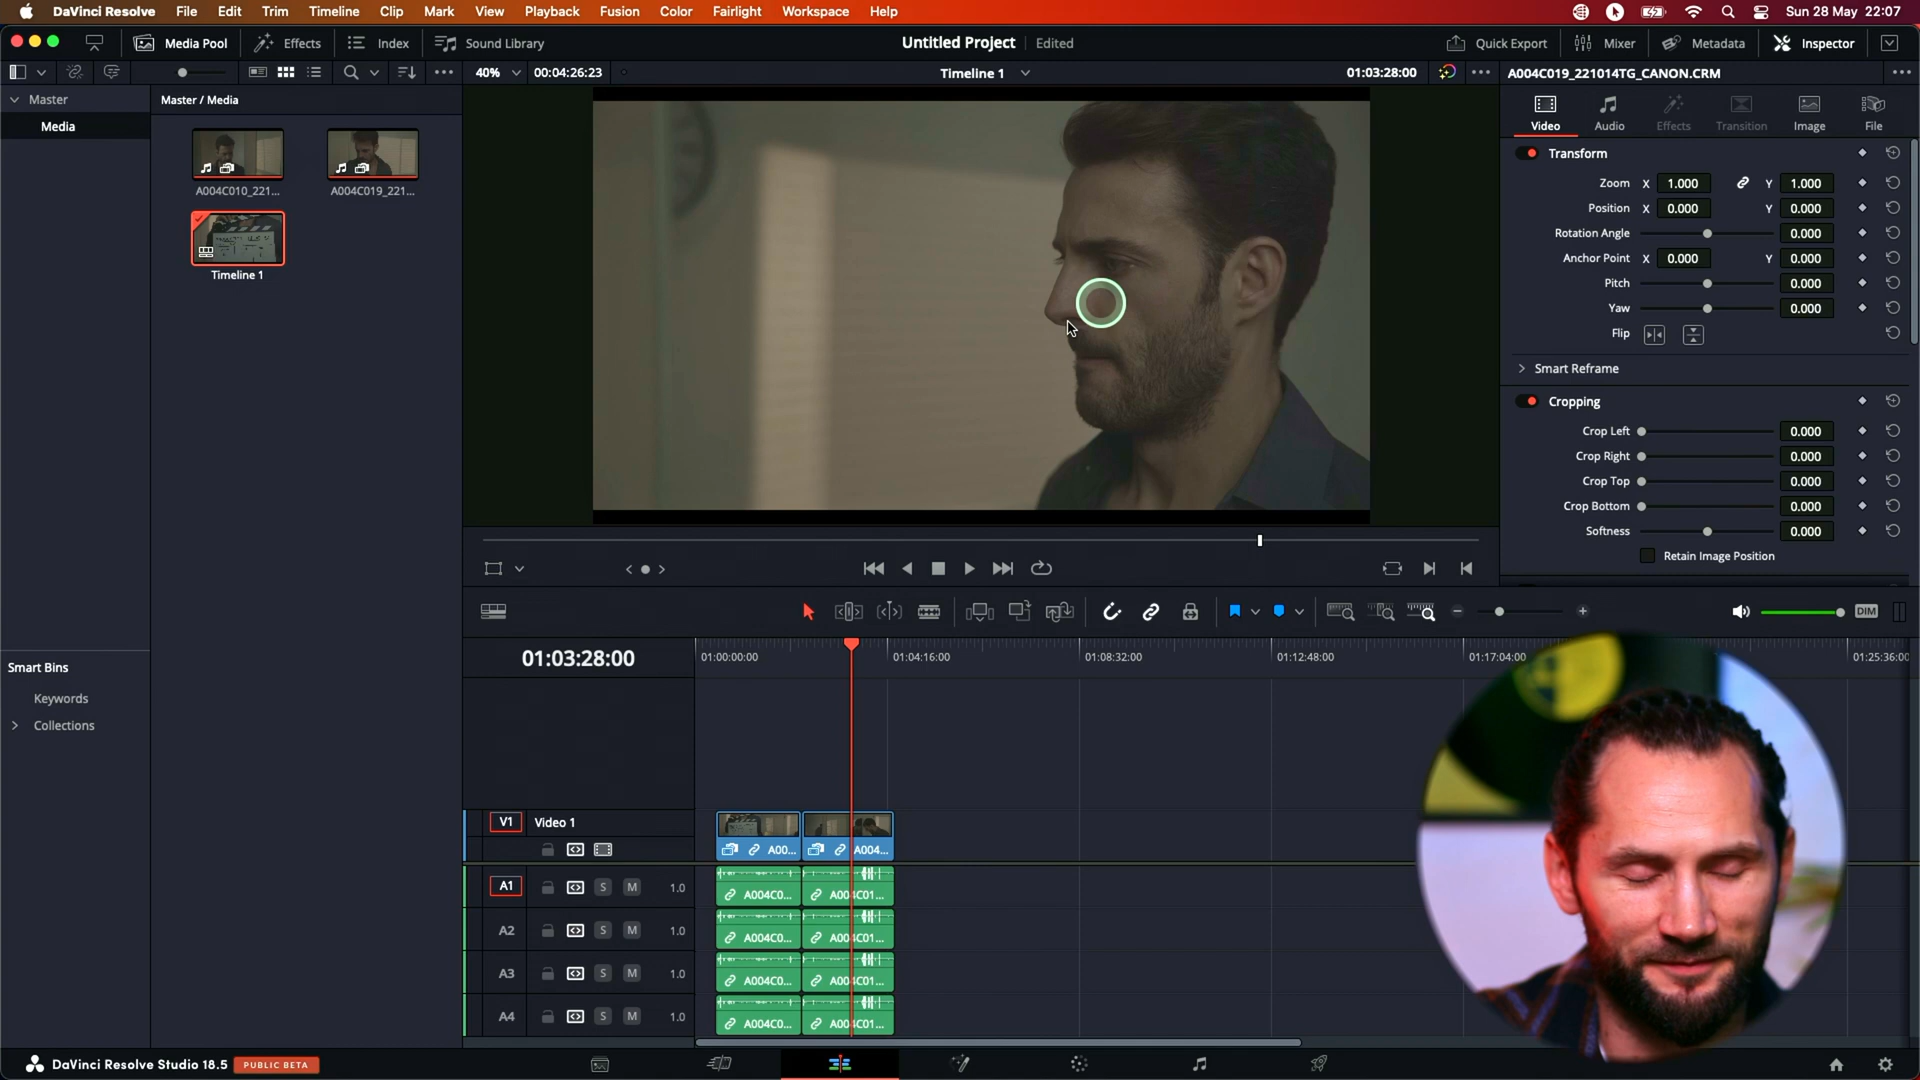 DaVinci Resolve File Edit Trim Timeline Clip Mark View Playback Fusion Color Fairlight Workspace Help Sun 28 May 22:07
Media Pool Effects Index Sound Library Untitled Project Edited Quick Export Mixer Metadata Inspector
40% 00:04:26:23 Timeline 1 01:03:28:00 A004C019_221014TG_CANON.CRM
Master
Master / Media
Media
Video Audio Effects Transition Image File
A004C010_221... A004C019_221...
Timeline 1
Transform
Zoom X 1.000 Y 1.000
Position X 0.000 Y 0.000
Rotation Angle 0.000
Anchor Point X 0.000 Y 0.000
Pitch 0.000
Yaw 0.000
Flip
Smart Reframe
Cropping
Crop Left 0.000
Crop Right 0.000
Crop Top 0.000
Crop Bottom 0.000
Softness 0.000
Retain Image Position
DIM
Smart Bins
Keywords
Collections
01:03:28:00 01:00:00:00 01:04:16:00 01:08:32:00 01:12:48:00 01:17:04:00 01:25:36:00
V1 Video 1
A00... A004...
A1 S M 1.0 A004C0... A004C01...
A2 S M 1.0 A004C0... A004C01...
A3 S M 1.0 A004C0... A004C01...
A4 S M 1.0 A004C0... A004C01...
DaVinci Resolve Studio 18.5 PUBLIC BETA